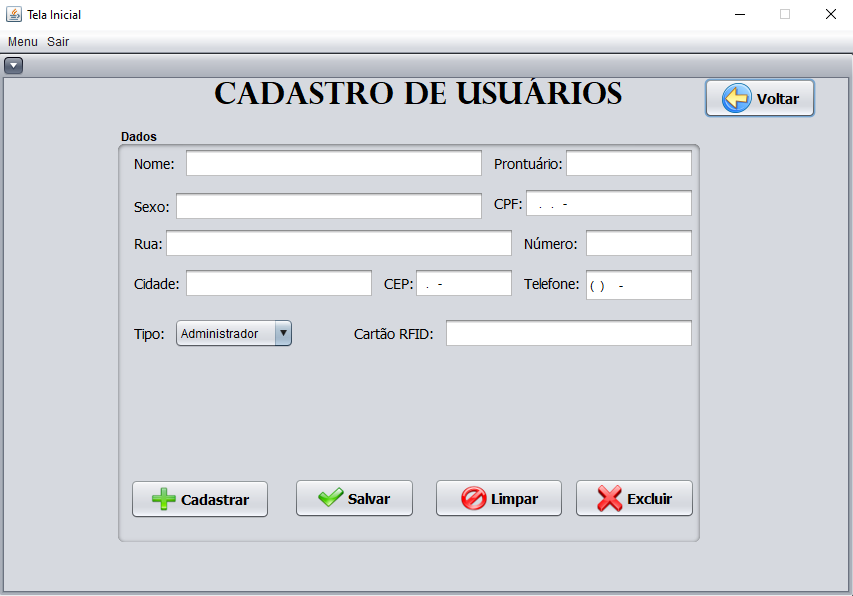 Tela Inicial
Menu Sair
CADASTRO DE USUÁRIOS
Voltar
Dados
Nome: Prontuário:
Sexo: CPF: . . -
Rua: Número:
Cidade: CEP: . - Telefone: ( ) -
Tipo: Administrador Cartão RFID:
Cadastrar Salvar Limpar Excluir